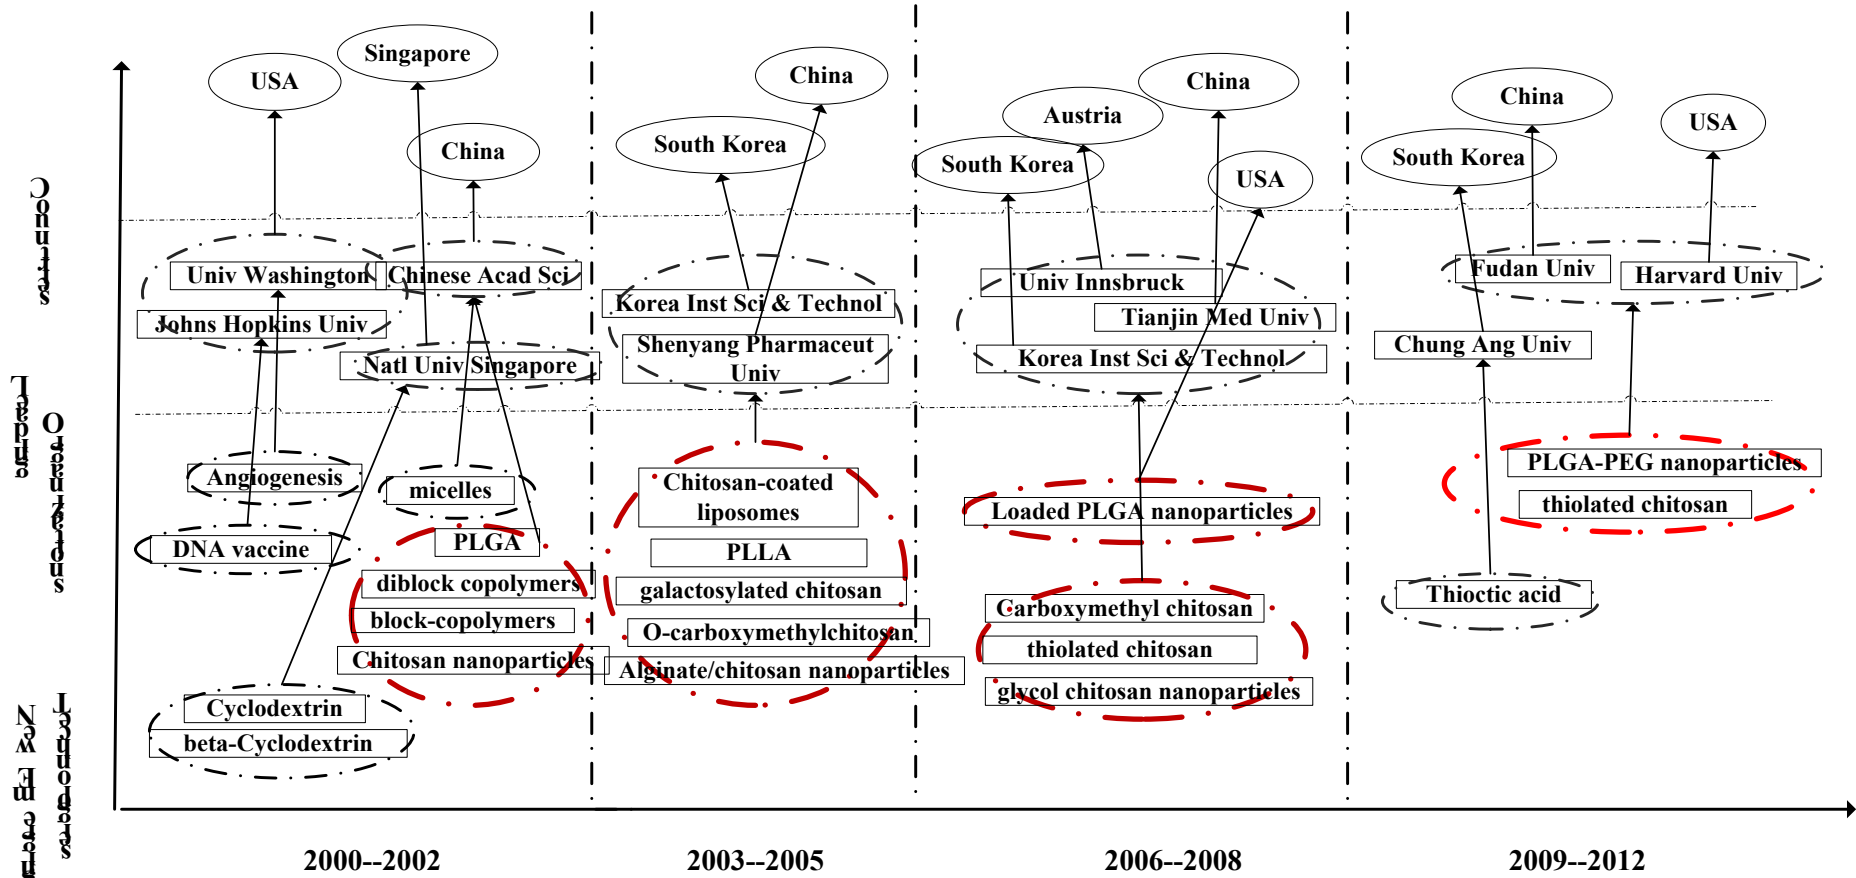 USA
Singapore
China
China
South Korea
Austria
China
South Korea
USA
China
South Korea
USA
Univ Washington
Chinese Acad Sci
Johns Hopkins Univ
Natl Univ Singapore
Korea Inst Sci & Technol
Shenyang Pharmaceut
Univ
Univ Innsbruck
Tianjin Med Univ
Korea Inst Sci & Technol
Fudan Univ
Harvard Univ
Chung Ang Univ
Angiogenesis
micelles
DNA vaccine
PLGA
diblock copolymers
block-copolymers
Chitosan nanoparticles
Cyclodextrin
beta-Cyclodextrin
Chitosan-coated
liposomes
PLLA
galactosylated chitosan
O-carboxymethylchitosan
Alginate/chitosan nanoparticles
Loaded PLGA nanoparticles
Carboxymethyl chitosan
thiolated chitosan
glycol chitosan nanoparticles
PLGA-PEG nanoparticles
thiolated chitosan
Thioctic acid
2000--2002
2003--2005
2006--2008
2009--2012